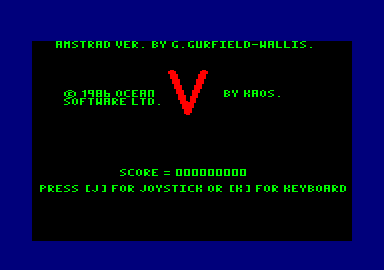 AMSTRAD VER. BY G.GURFIELD-WALLIS.
V
© 1986 OCEAN BY KAOS.
SOFTWARE LTD.
SCORE = 000000000
PRESS [J] FOR JOYSTICK OR [K] FOR KEYBOARD